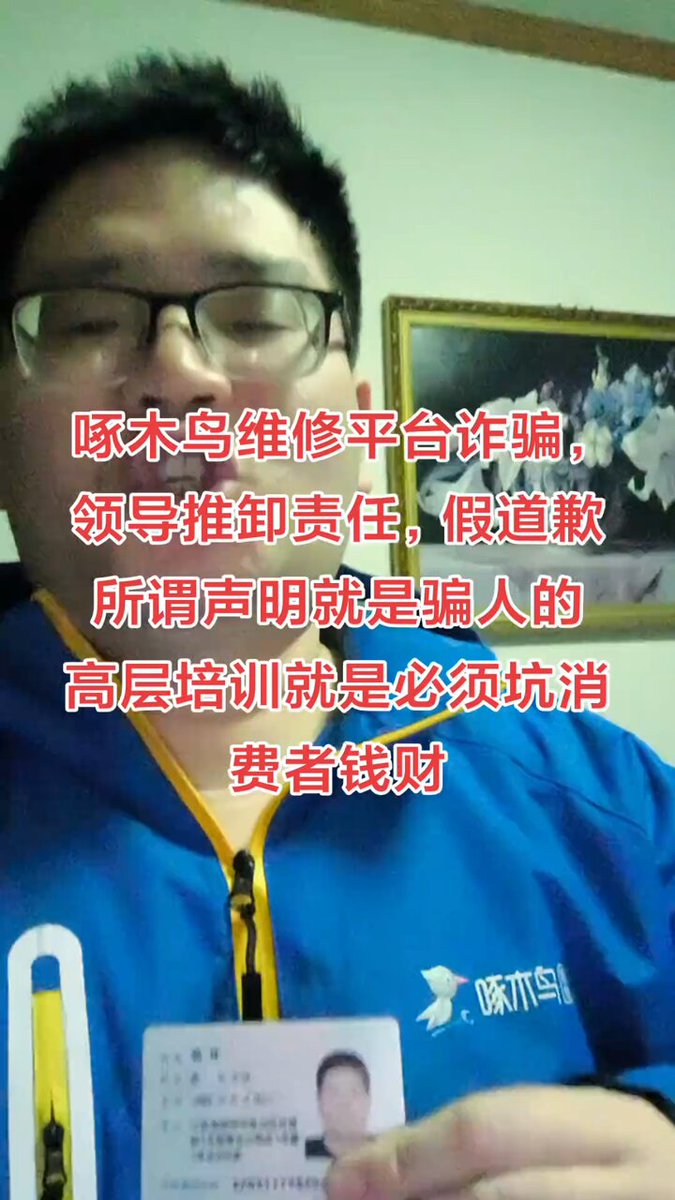 啄木鸟维修平台诈骗，
领导推卸责任，假道歉
所谓声明就是骗人的
高层培训就是必须坑消
费者钱财
啄木鸟